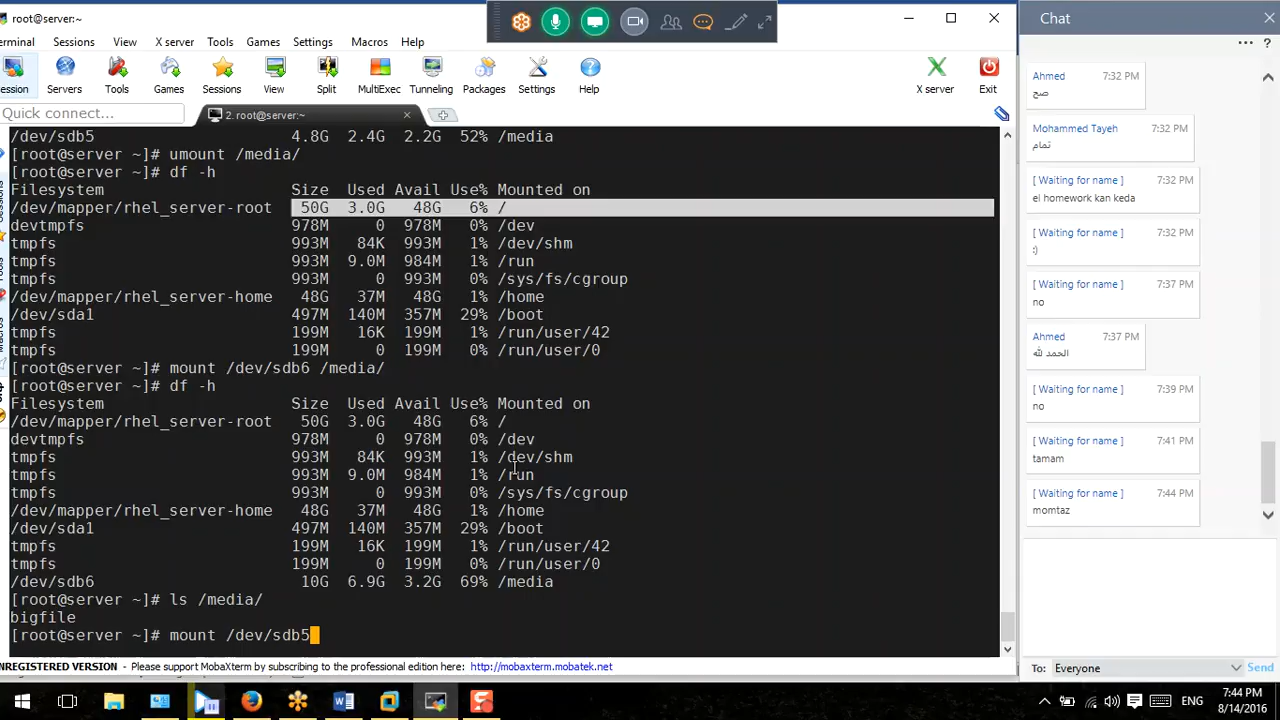 root@server:~
Terminal Sessions View X server Tools Games Settings Macros Help
Session Servers Tools Games Sessions View Split MultiExec Tunneling Packages Settings Help X server Exit
Quick connect...
2. root@server:~
/dev/sdb5 4.8G 2.4G 2.2G 52% /media
[root@server ~]# umount /media/
[root@server ~]# df -h
Filesystem Size Used Avail Use% Mounted on
/dev/mapper/rhel_server-root 50G 3.0G 48G 6% /
devtmpfs 978M 0 978M 0% /dev
tmpfs 993M 84K 993M 1% /dev/shm
tmpfs 993M 9.0M 984M 1% /run
tmpfs 993M 0 993M 0% /sys/fs/cgroup
/dev/mapper/rhel_server-home 48G 37M 48G 1% /home
/dev/sda1 497M 140M 357M 29% /boot
tmpfs 199M 16K 199M 1% /run/user/42
tmpfs 199M 0 199M 0% /run/user/0
[root@server ~]# mount /dev/sdb6 /media/
[root@server ~]# df -h
Filesystem Size Used Avail Use% Mounted on
/dev/mapper/rhel_server-root 50G 3.0G 48G 6% /
devtmpfs 978M 0 978M 0% /dev
tmpfs 993M 84K 993M 1% /dev/shm
tmpfs 993M 9.0M 984M 1% /run
tmpfs 993M 0 993M 0% /sys/fs/cgroup
/dev/mapper/rhel_server-home 48G 37M 48G 1% /home
/dev/sda1 497M 140M 357M 29% /boot
tmpfs 199M 16K 199M 1% /run/user/42
tmpfs 199M 0 199M 0% /run/user/0
/dev/sdb6 10G 6.9G 3.2G 69% /media
[root@server ~]# ls /media/
bigfile
[root@server ~]# mount /dev/sdb5
NREGISTERED VERSION - Please support MobaXterm by subscribing to the professional edition here: http://mobaxterm.mobatek.net
Chat
?
Ahmed 7:32 PM
صح
Mohammed Tayeh 7:32 PM
تمام
[ Waiting for name ] 7:32 PM
el homework kan keda
[ Waiting for name ] 7:32 PM
:)
[ Waiting for name ] 7:37 PM
no
Ahmed 7:37 PM
الحمد لله
[ Waiting for name ] 7:39 PM
no
[ Waiting for name ] 7:41 PM
tamam
[ Waiting for name ] 7:44 PM
momtaz
To: Everyone Send
ENG 7:44 PM
8/14/2016